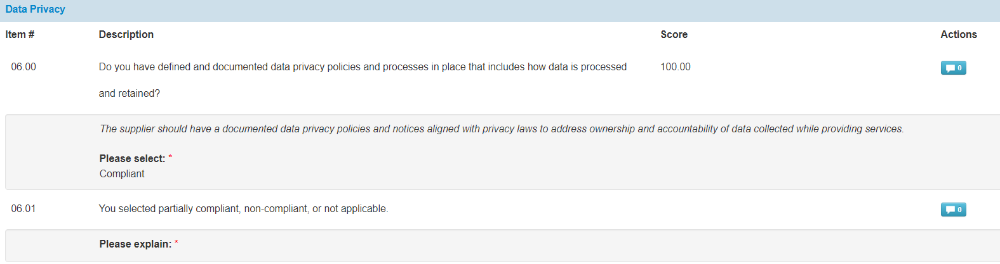 Data Privacy
Item # Description Score Actions
06.00 Do you have defined and documented data privacy policies and processes in place that includes how data is processed 100.00 0
and retained?
The supplier should have a documented data privacy policies and notices aligned with privacy laws to address ownership and accountability of data collected while providing services.
Please select: *
Compliant
06.01 You selected partially compliant, non-compliant, or not applicable. 0
Please explain: *